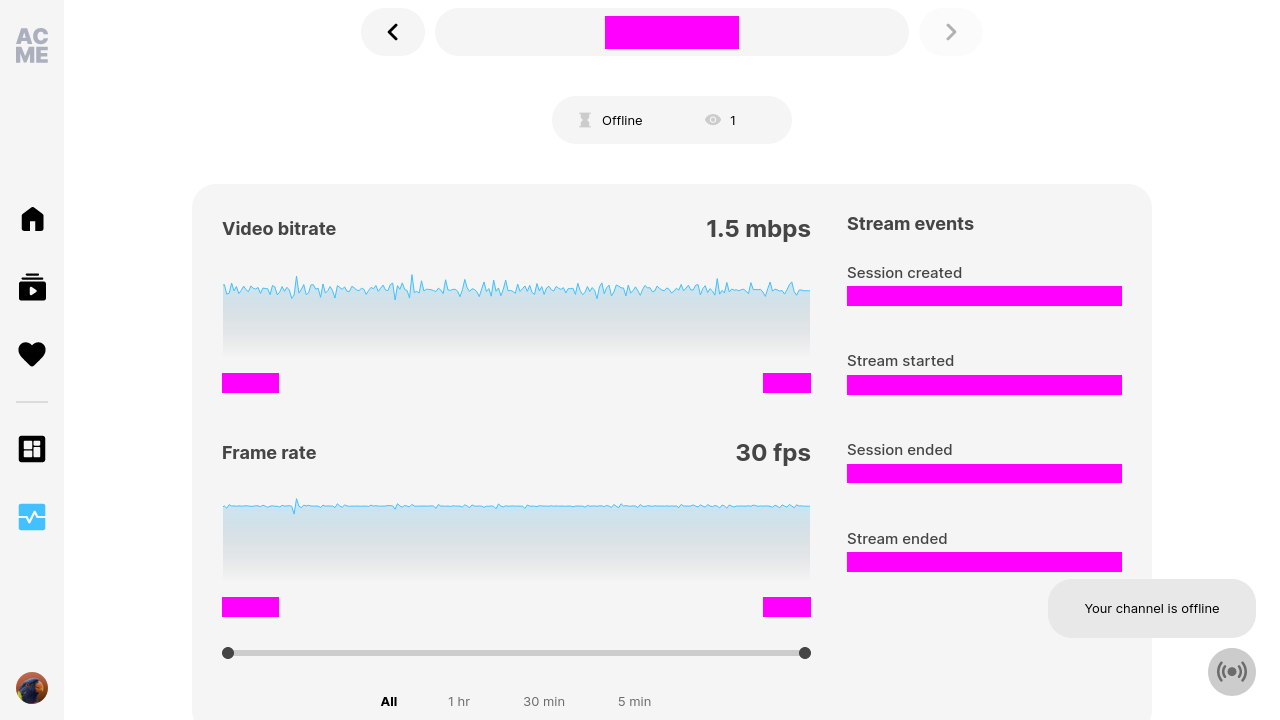 AC
ME
Offline
1
Video bitrate
1.5 mbps
Stream events
Session created
Stream started
Frame rate
30 fps
Session ended
Stream ended
Your channel is offline
All
1 hr
30 min
5 min